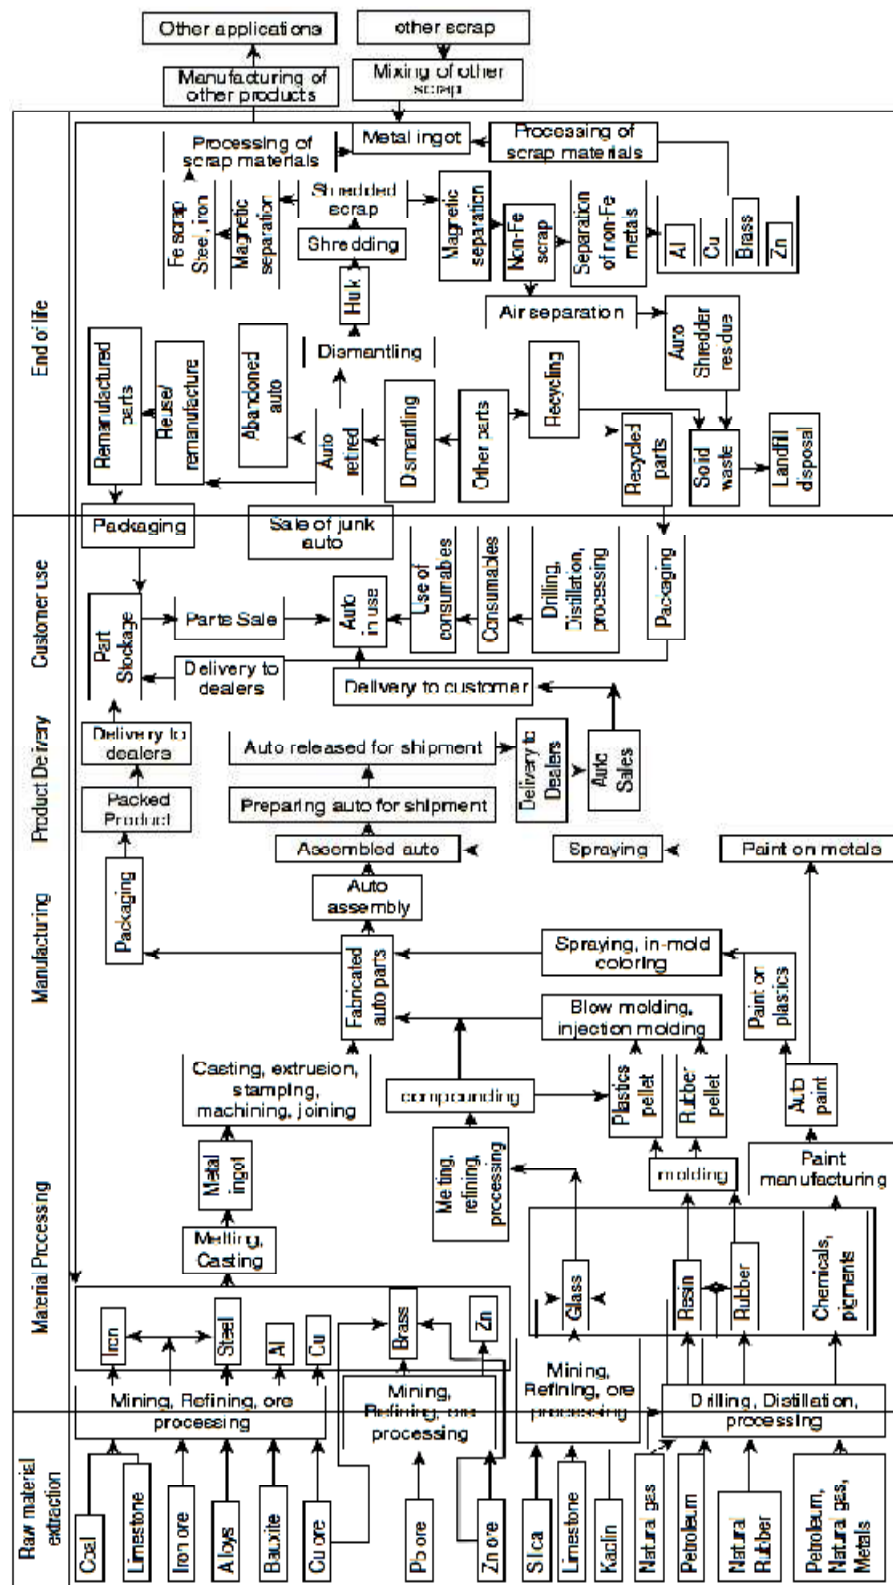 Other applications
other scrap
Manufacturing of
other products
Mixing of other
scrap
End of life
Processing of
scrap materials
Metal ingot
Processing of
scrap materials
Fe scrap
Steel, iron
Magnetic
separation
Shredded
scrap
Magnetic
separation
Non-Fe
scrap
Separation
of non-Fe
metals
Al
Cu
Brass
Zn
Shredding
Hulk
Air separation
Auto
Shredder
residue
Dismantling
Remanufactured
parts
Reuse/
remanufacture
Abandoned
auto
Auto
retired
Dismantling
Other parts
Recycling
Recycled
parts
Solid
waste
Landfill
disposal
Customer use
Packaging
Sale of junk
auto
Part
Stockage
Parts Sale
Auto
in use
Use of
consumables
Consumables
Drilling,
Distillation,
processing
Packaging
Delivery to
dealers
Delivery to customer
Product Delivery
Delivery to
dealers
Auto released for shipment
Delivery to
Dealers
Auto
Sales
Packed
Product
Preparing auto for shipment
Assembled auto
Spraying
Paint on metals
Manufacturing
Packaging
Auto
assembly
Fabricated
auto parts
Spraying, in-mold
coloring
Paint on
plastics
Blow molding,
injection molding
Casting, extrusion,
stamping,
machining, joining
compounding
Plastics
pellet
Rubber
pellet
Auto
paint
Material Processing
Metal
ingot
Melting,
refining,
processing
molding
Paint
manufacturing
Melting,
Casting
Iron
Steel
Al
Cu
Brass
Zn
Glass
Resin
Rubber
Chemicals,
pigments
Mining, Refining, ore
processing
Mining,
Refining, ore
processing
Mining,
Refining, ore
processing
Drilling, Distillation,
processing
Raw material
extraction
Coal
Limestone
Iron ore
Alloys
Bauxite
Cu ore
Pb ore
Zn ore
Silica
Limestone
Kaolin
Natural gas
Petroleum
Natural
Rubber
Petroleum,
Natural gas,
Metals